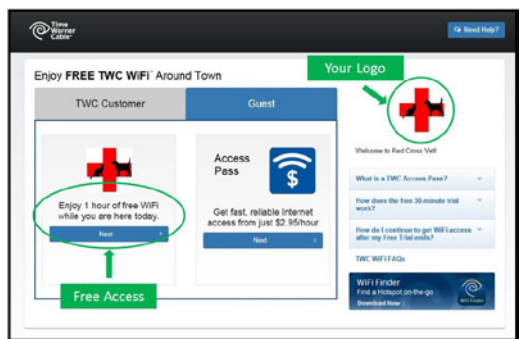 Time
Warner
Cable
Need Help?
Enjoy FREE TWC WiFi Around Town
Your Logo
TWC Customer
Guest
Welcome to Red Cross Vet!
Access
Pass
$
Enjoy 1 hour of free WiFi
while you are here today.
Next
Get fast, reliable Internet
access from just $2.95/hour
Next
What is a TWC Access Pass?
How does the free 30-minute trial
work?
How do I continue to get WiFi access
after my Free Trial ends?
TWC WiFi FAQs
WiFi Finder
Find a Hotspot on-the-go
Download Now
WiFi Finder
Free Access